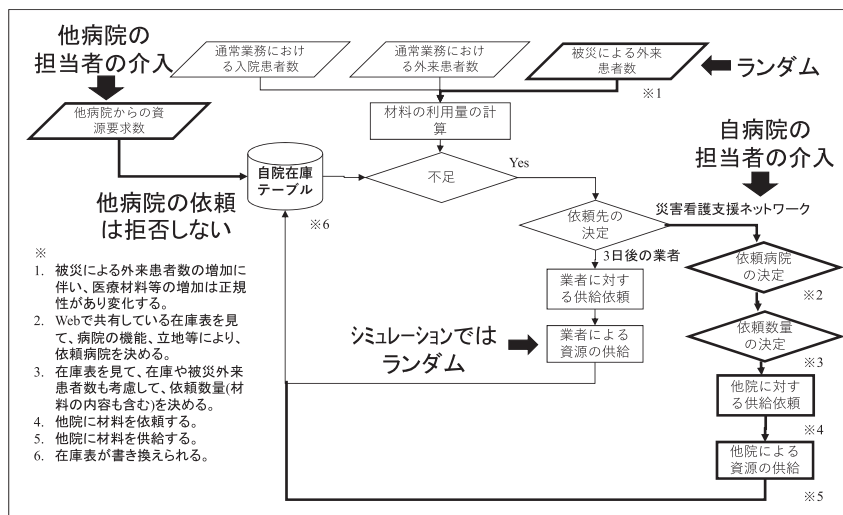 他病院の
担当者の介入
通常業務におけ
る入院患者数
通常業務におけ
る外来患者数
被災による外来
患者数
ランダム
※1
他病院からの資
源要求数
材料の利用量の計
算
自病院の
担当者の介入
自院在庫
テーブル
不足
Yes
他病院の依頼
は拒否しない
※6
依頼先の
決定
災害看護支援ネットワーク
3日後の業者
依頼病院
の決定
※2
業者に対
する供給依頼
依頼数量
の決定
※3
シミュレーションでは
ランダム
業者による
資源の供給
他院に対
する供給依頼
※4
他院による
資源の供給
※5
※
1. 被災による外来患者数の増加に
伴い、医療材料等の増加は正規
性があり変化する。
2. Webで共有している在庫表を見
て、病院の機能、立地等により、
依頼病院を決める。
3. 在庫表を見て、在庫や被災外来
患者数も考慮して、依頼数量(材
料の内容も含む)を決める。
4. 他院に材料を依頼する。
5. 他院に材料を供給する。
6. 在庫表が書き換えられる。